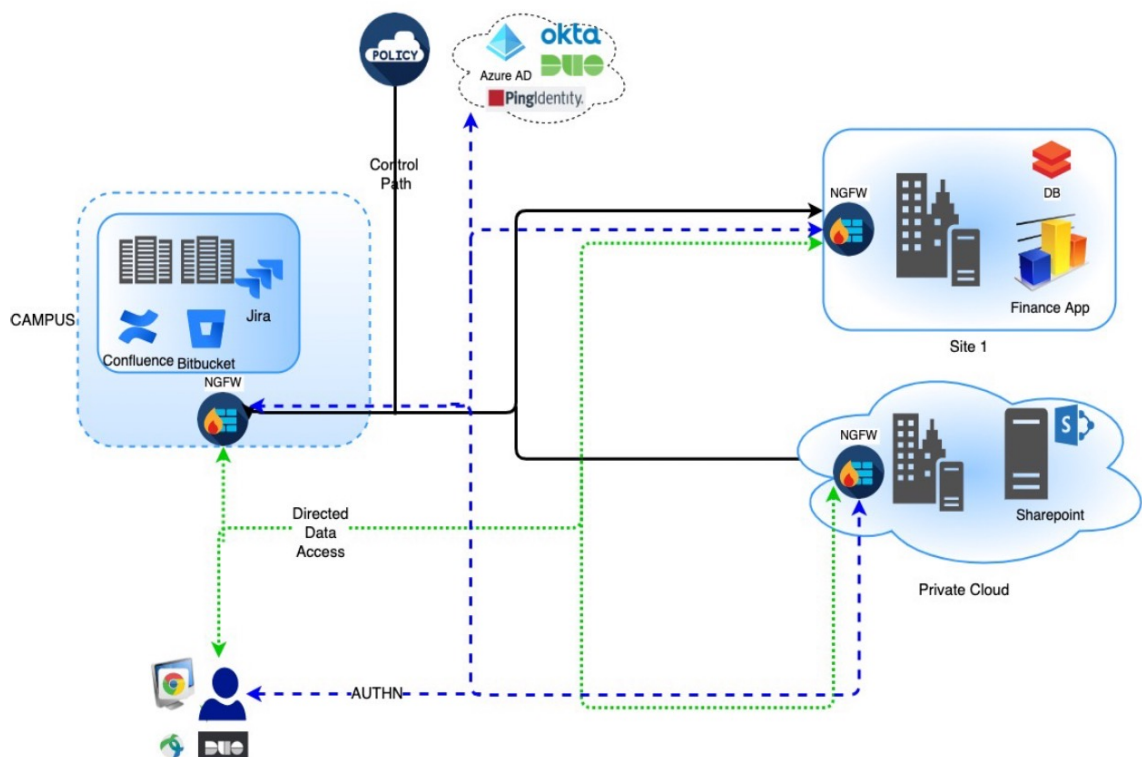 POLICY
okta
Azure AD
DUO
PingIdentity.
Control
Path
NGFW
DB
Finance App
Site 1
CAMPUS
Jira
Confluence
Bitbucket
NGFW
NGFW
S
Sharepoint
Private Cloud
Directed
Data
Access
AUTHN
DUO